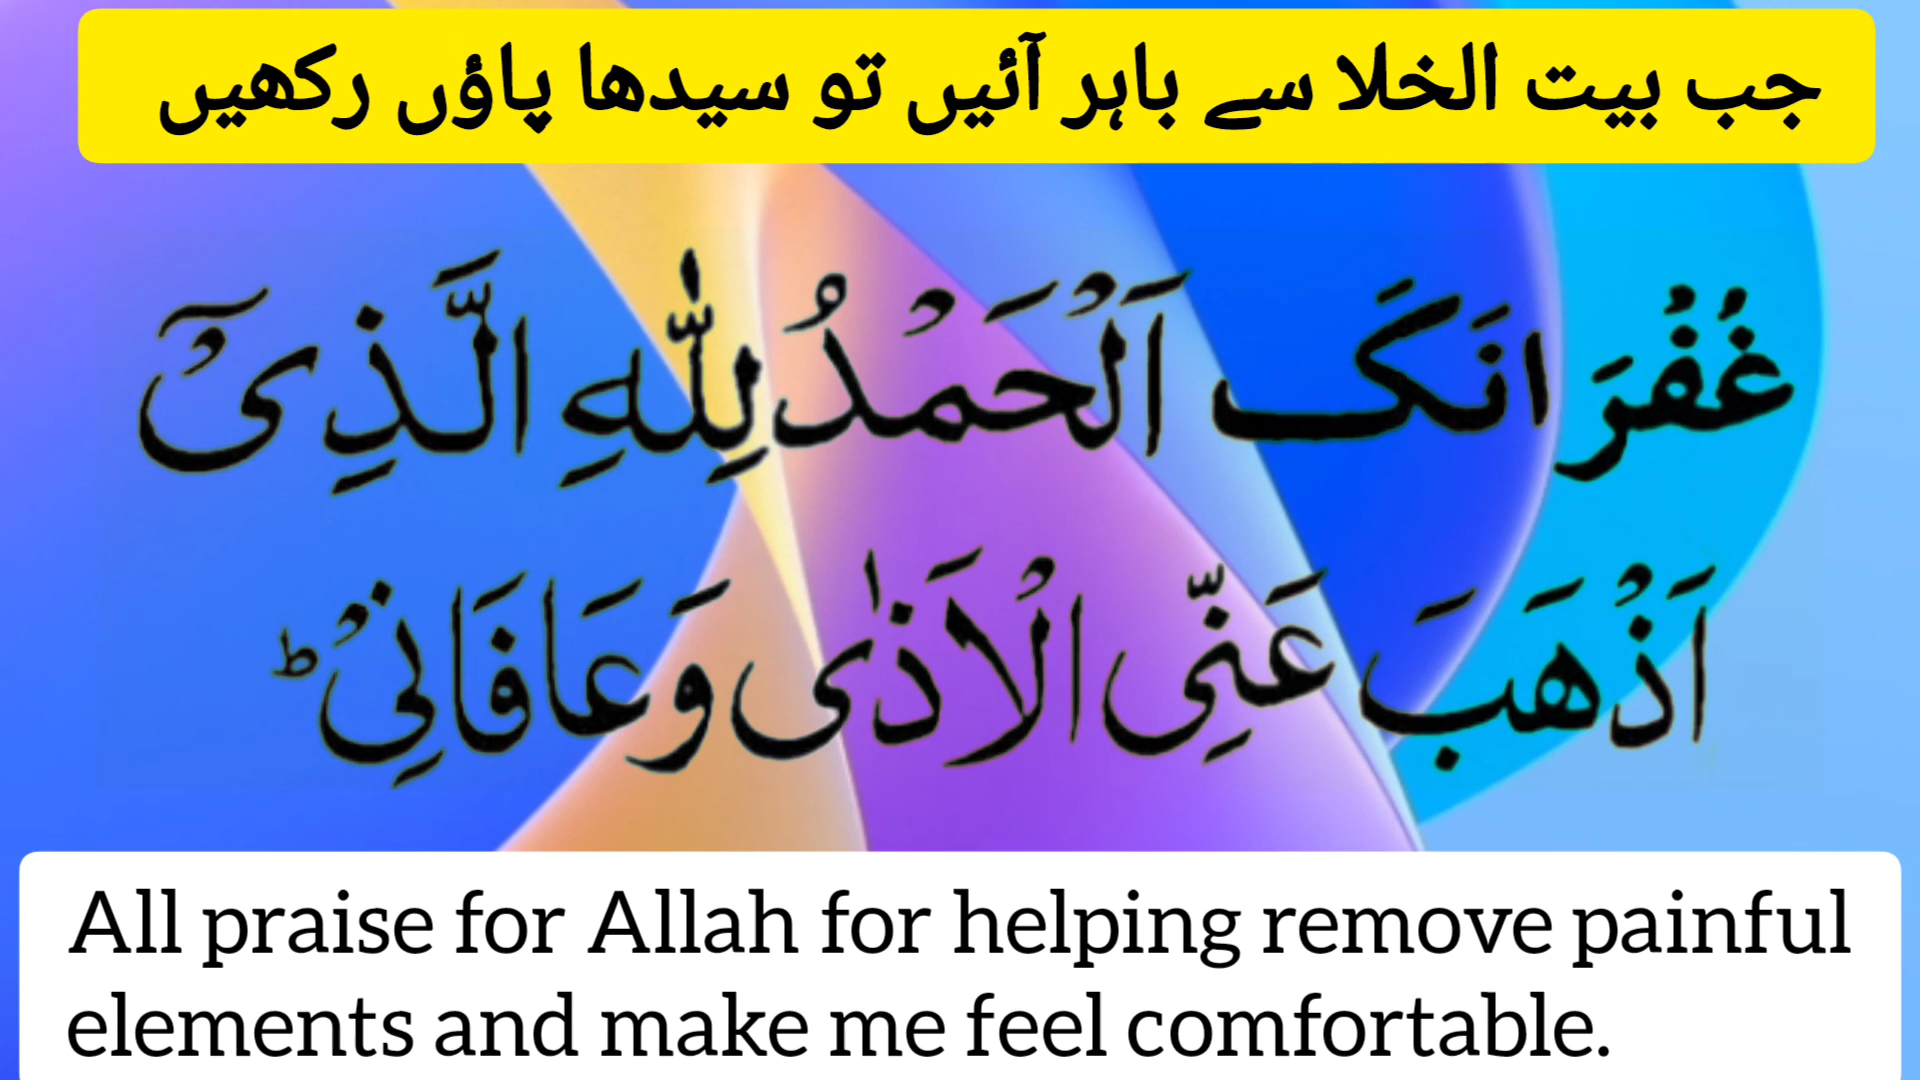 جب بیت الخلا سے باہر آئیں تو سیدھا پاؤں رکھیں
غُفُرَانَکَ اَلْحَمْدُ لِلّٰهِ الَّذِیْۤ
اَذْهَبَ عَنِّی الْاَذٰی وَعَافَانِیْ ؕ
All praise for Allah for helping remove painful
elements and make me feel comfortable.